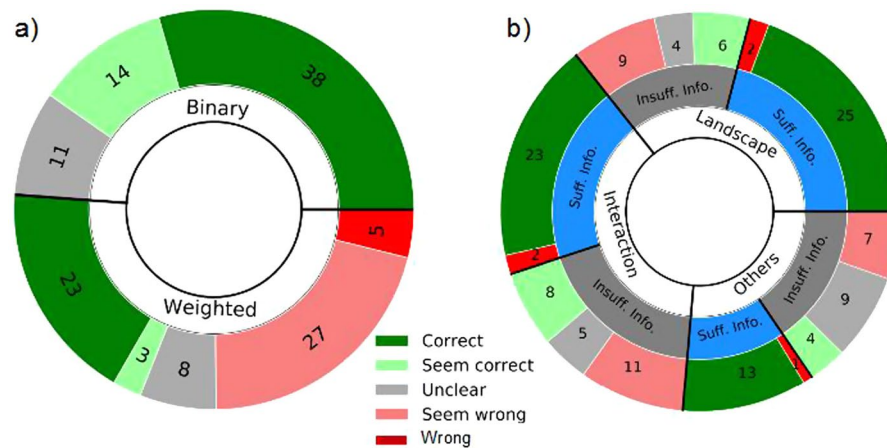 a)
38
14
11
Binary
23
3
8
27
5
Weighted
Correct
Seem correct
Unclear
Seem wrong
Wrong
b)
25
2
6
4
9
Suff. Info.
Insuff. Info.
Landscape
23
2
8
5
11
Suff. Info.
Insuff. Info.
Interaction
13
1
4
9
7
Suff. Info.
Insuff. Info.
Others